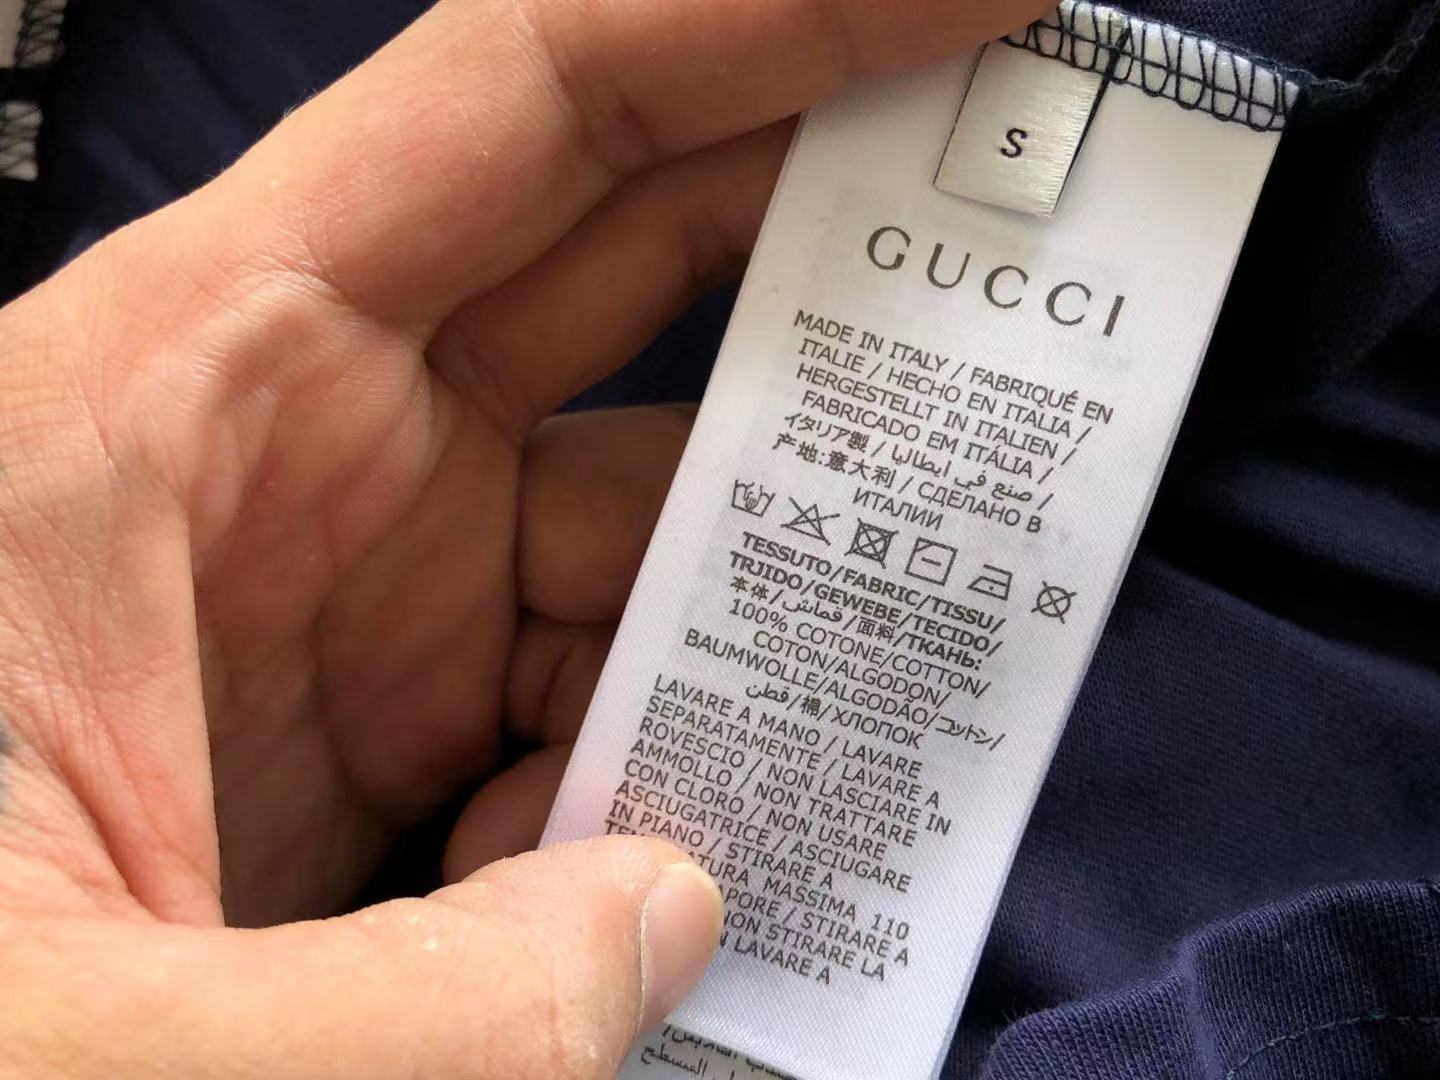 S
GUCCI
MADE IN ITALY / FABRIQUÉ EN
ITALIE / HECHO EN ITALIA /
HERGESTELLT IN ITALIEN /
FABRICADO EM ITÁLIA /
イタリア製 / صنع في ايطاليا /
产地:意大利 / СДЕЛАНО В
ИТАЛИИ
TESSUTO/FABRIC/TISSU/
TRJIDO/GEWEBE/TECIDO/
本体/قماش/面料/ТКАНЬ:
100% COTONE/COTTON/
COTON/ALGODON/
BAUMWOLLE/ALGODÃO/コットン/
قطن/棉/ХЛОПОК
LAVARE A MANO / LAVARE
SEPARATAMENTE / LAVARE A
ROVESCIO / NON LASCIARE IN
AMMOLLO / NON TRATTARE
CON CLORO / NON USARE
ASCIUGATRICE / ASCIUGARE
IN PIANO / STIRARE A
MASSIMA 110
/ STIRARE A
NON STIRARE LA
LAVARE A